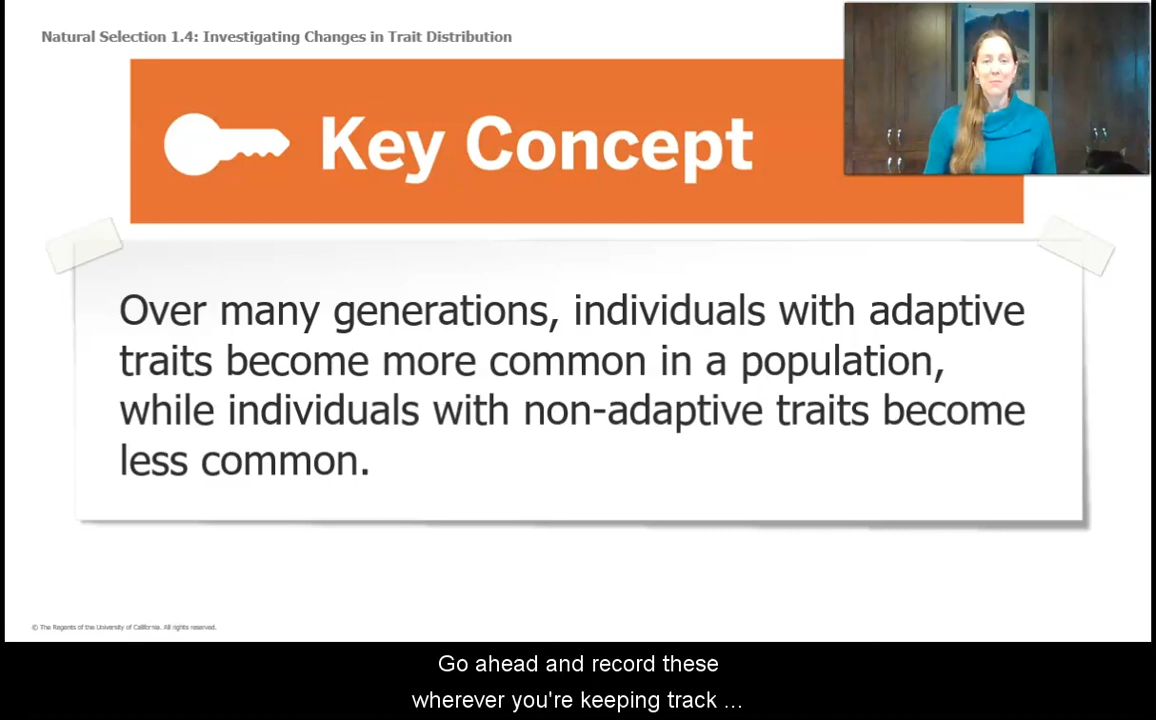 Natural Selection 1.4: Investigating Changes in Trait Distribution
Key Concept
Over many generations, individuals with adaptive
traits become more common in a population,
while individuals with non-adaptive traits become
less common.
© The Regents of the University of California. All rights reserved.
Go ahead and record these
wherever you're keeping track ...